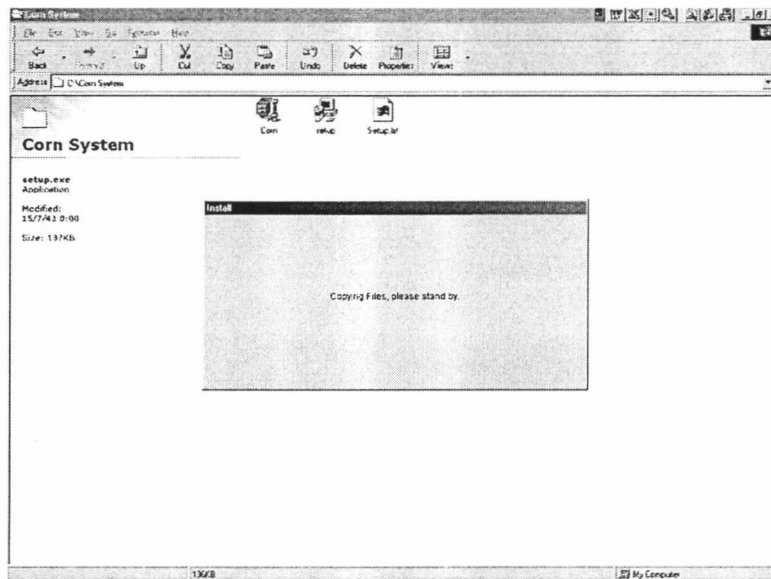 Corn System
File Edit View Go Favorites Help
Back Forward Up Cut Copy Paste Undo Delete Properties Views
Address C:\Corn System
Corn setup Setup.lst
Corn System
setup.exe
Application
Modified:
15/7/43 0:00
Size: 137KB
Install
Copying Files, please stand by.
136KB My Computer